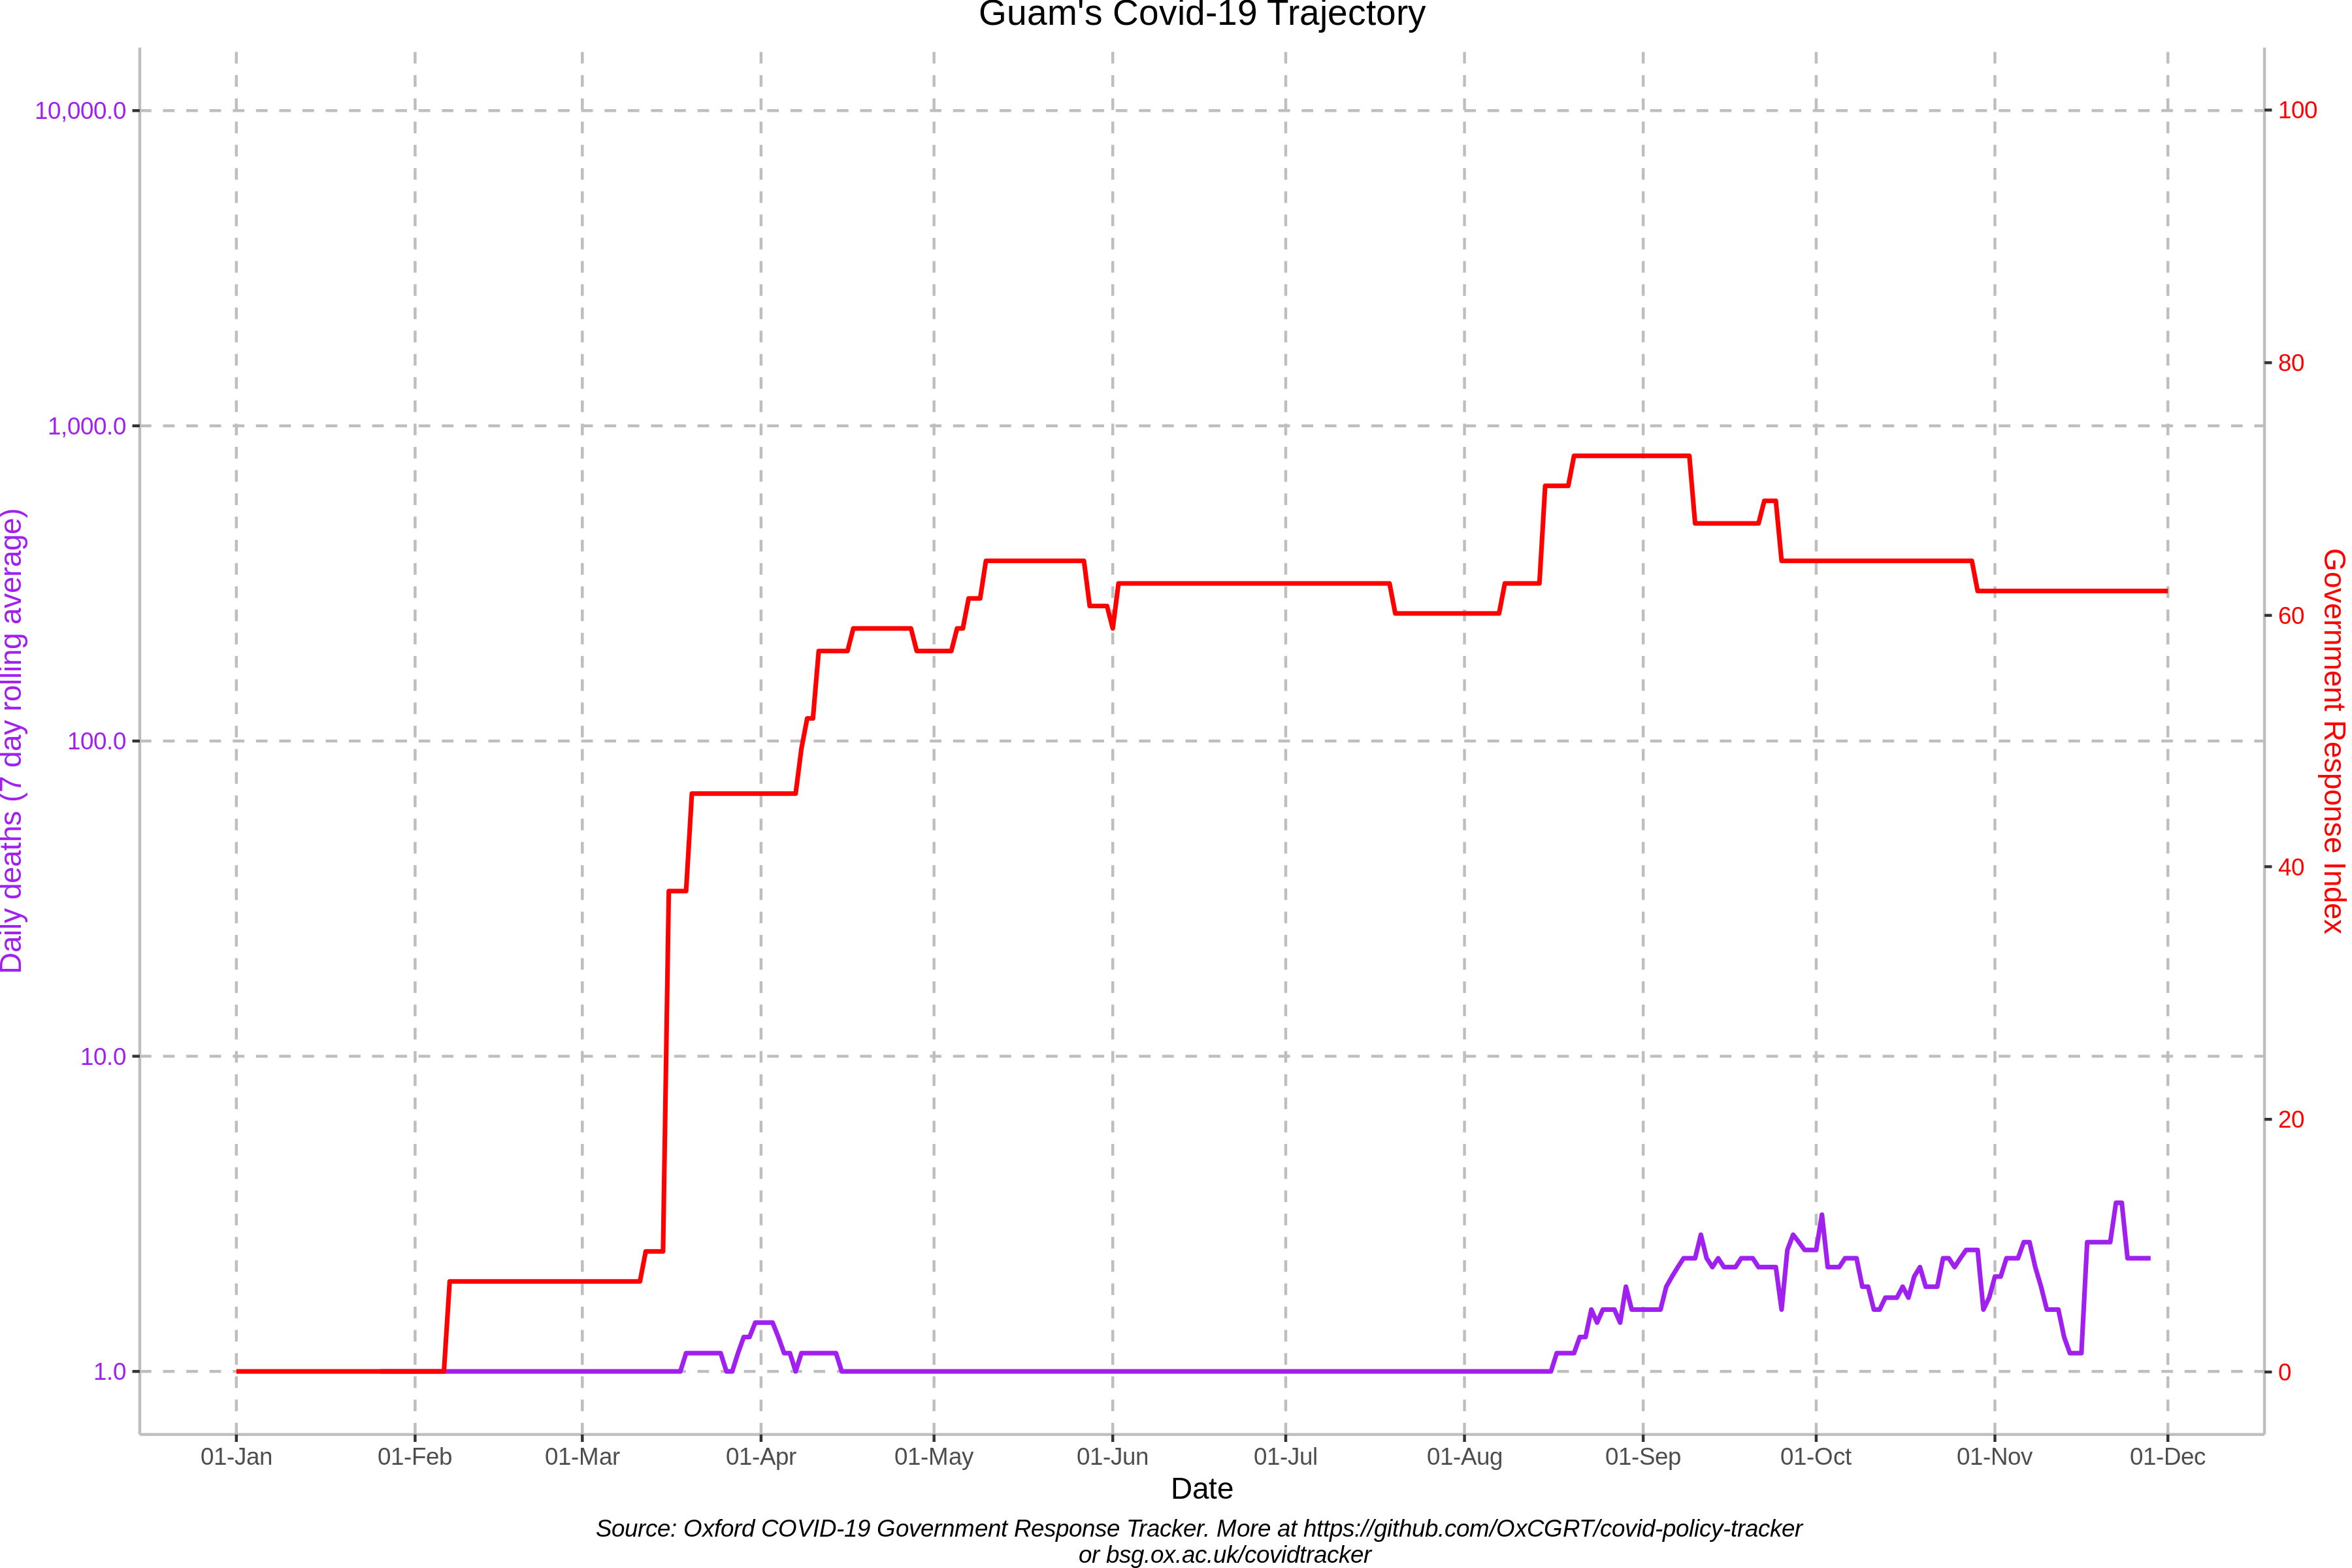 Guam's Covid-19 Trajectory
Daily deaths (7 day rolling average)
10,000.0
1,000.0
100.0
10.0
1.0
100
80
60
40
20
0
Government Response Index
01-Jan
01-Feb
01-Mar
01-Apr
01-May
01-Jun
01-Jul
01-Aug
01-Sep
01-Oct
01-Nov
01-Dec
Date
Source: Oxford COVID-19 Government Response Tracker. More at https://github.com/OxCGRT/covid-policy-tracker
or bsg.ox.ac.uk/covidtracker